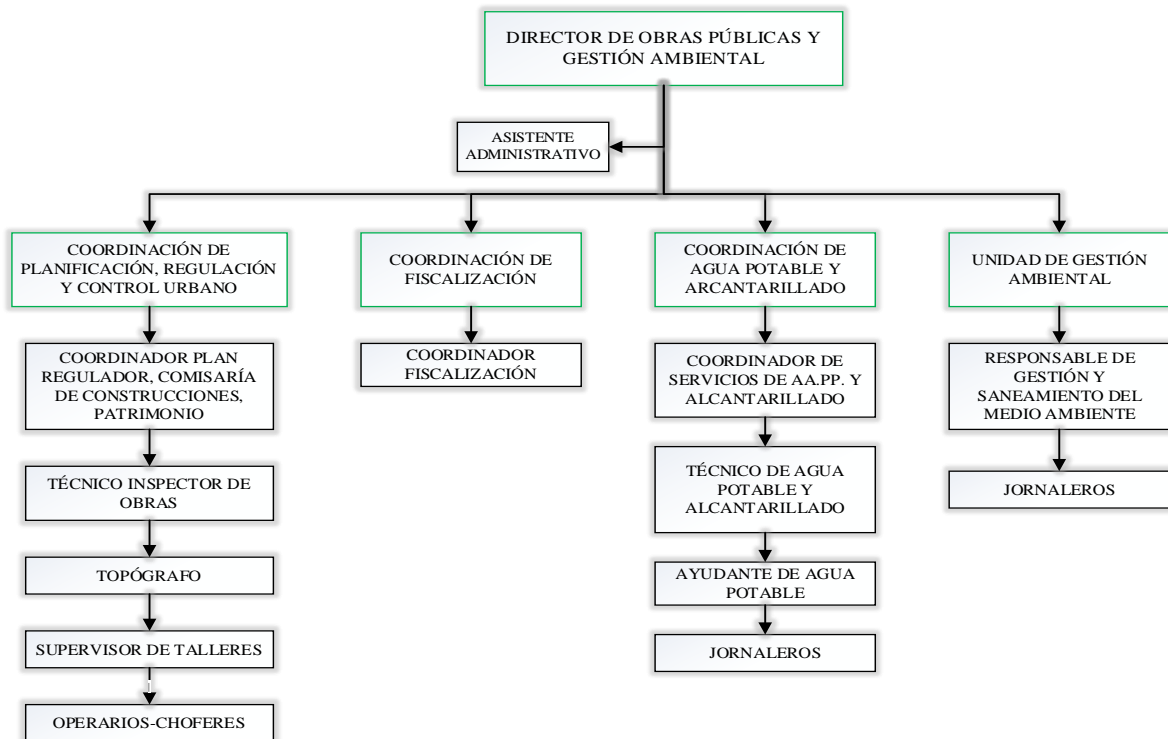 DIRECTOR DE OBRAS PÚBLICAS Y
GESTIÓN AMBIENTAL
ASISTENTE
ADMINISTRATIVO
COORDINACIÓN DE
PLANIFICACIÓN, REGULACIÓN
Y CONTROL URBANO
COORDINADOR PLAN
REGULADOR, COMISARÍA
DE CONSTRUCCIONES,
PATRIMONIO
TÉCNICO INSPECTOR DE
OBRAS
TOPÓGRAFO
SUPERVISOR DE TALLERES
OPERARIOS-CHOFERES
COORDINACIÓN DE
FISCALIZACIÓN
COORDINADOR
FISCALIZACIÓN
COORDINACIÓN DE
AGUA POTABLE Y
ARCANTARILLADO
COORDINADOR DE
SERVICIOS DE AA.PP. Y
ALCANTARILLADO
TÉCNICO DE AGUA
POTABLE Y
ALCANTARILLADO
AYUDANTE DE AGUA
POTABLE
JORNALEROS
UNIDAD DE GESTIÓN
AMBIENTAL
RESPONSABLE DE
GESTIÓN Y
SANEAMIENTO DEL
MEDIO AMBIENTE
JORNALEROS